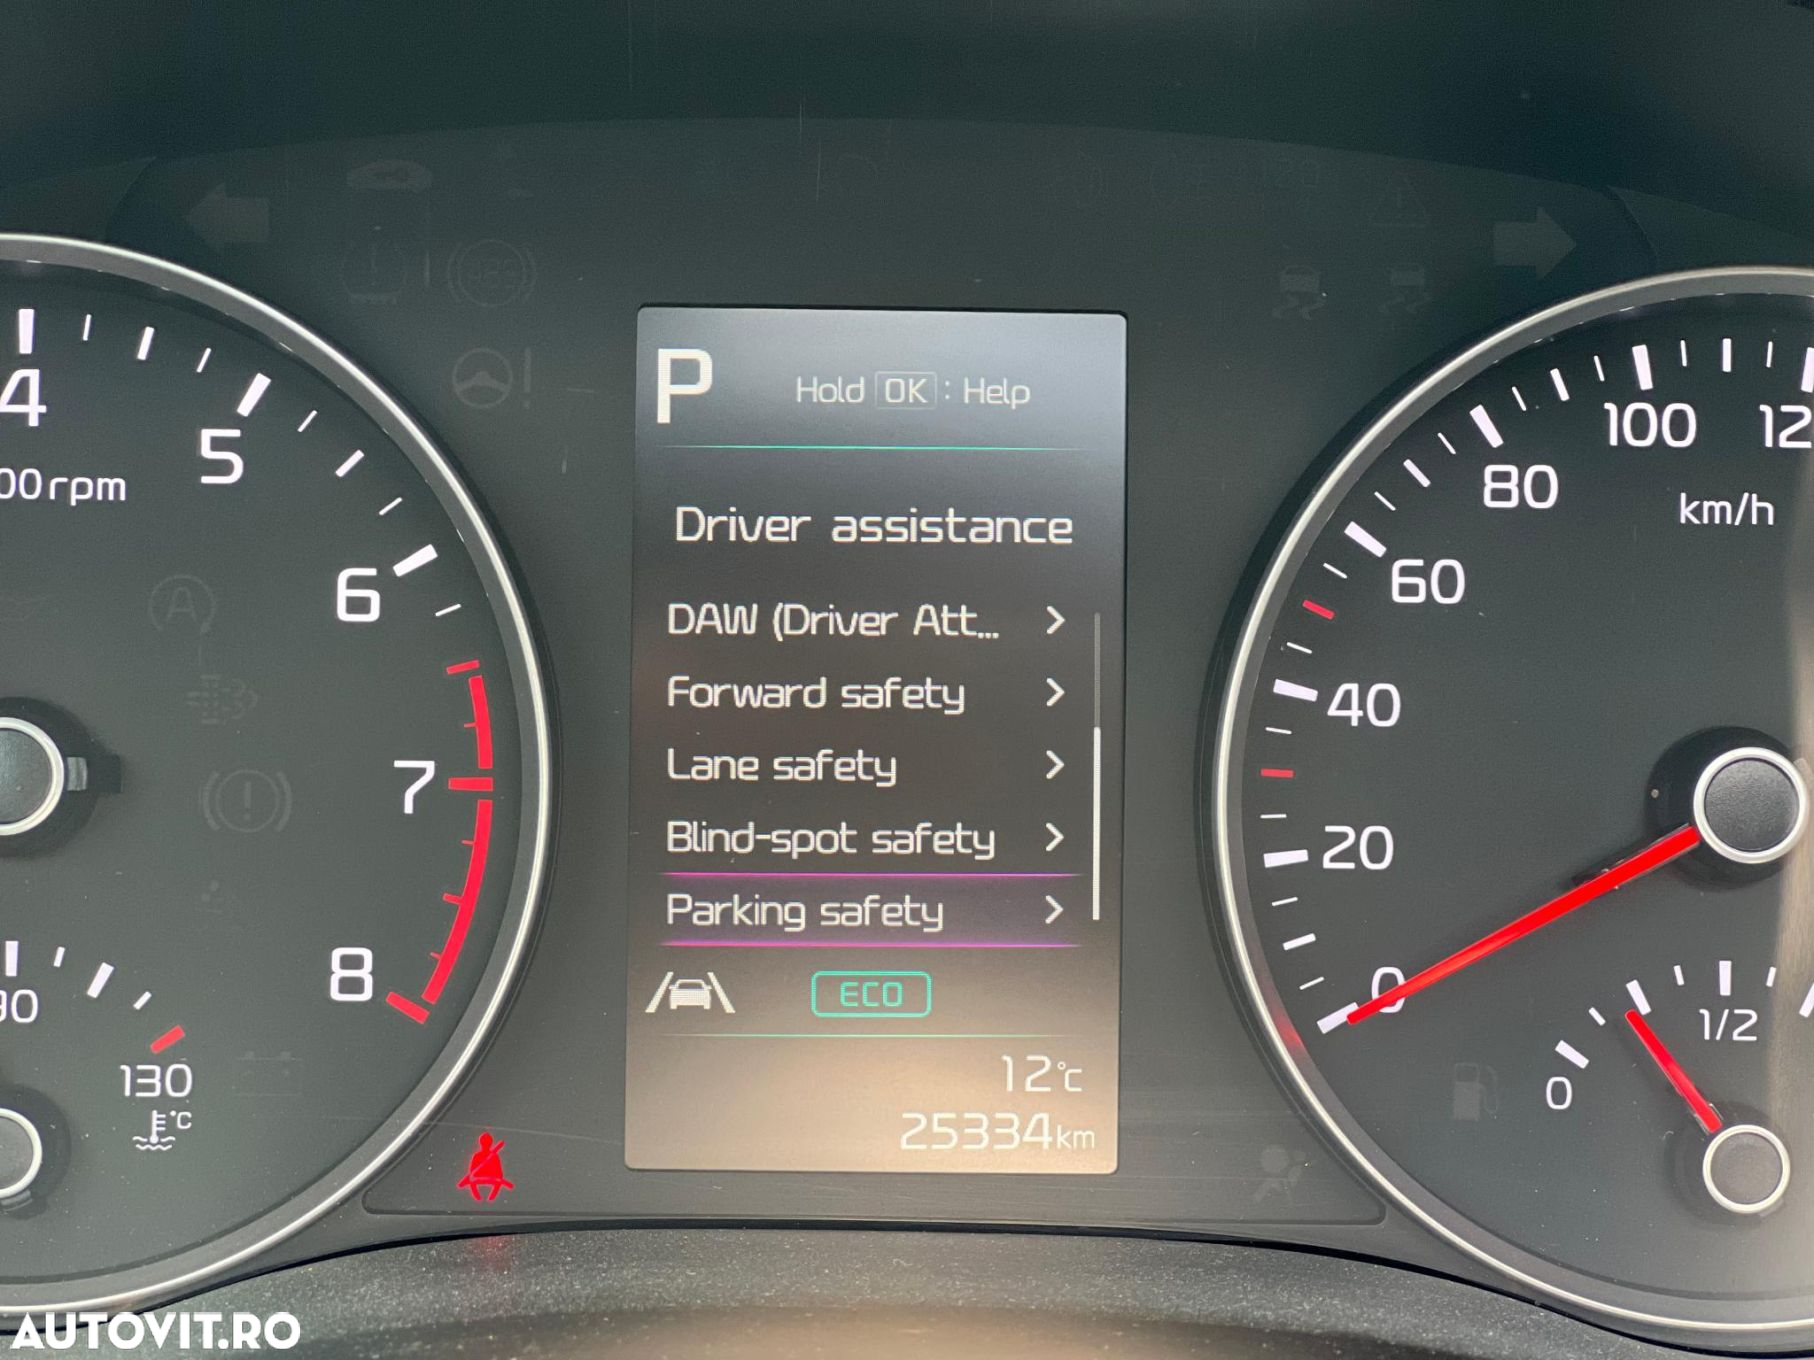 4
5
6
7
8
00rpm
90
130
°C
P
Hold OK : Help
Driver assistance
DAW (Driver Att...
Forward safety
Lane safety
Blind-spot safety
Parking safety
ECO
12°C
25334km
0
20
40
60
80
100
12
km/h
0
1/2
AUTOVIT.RO